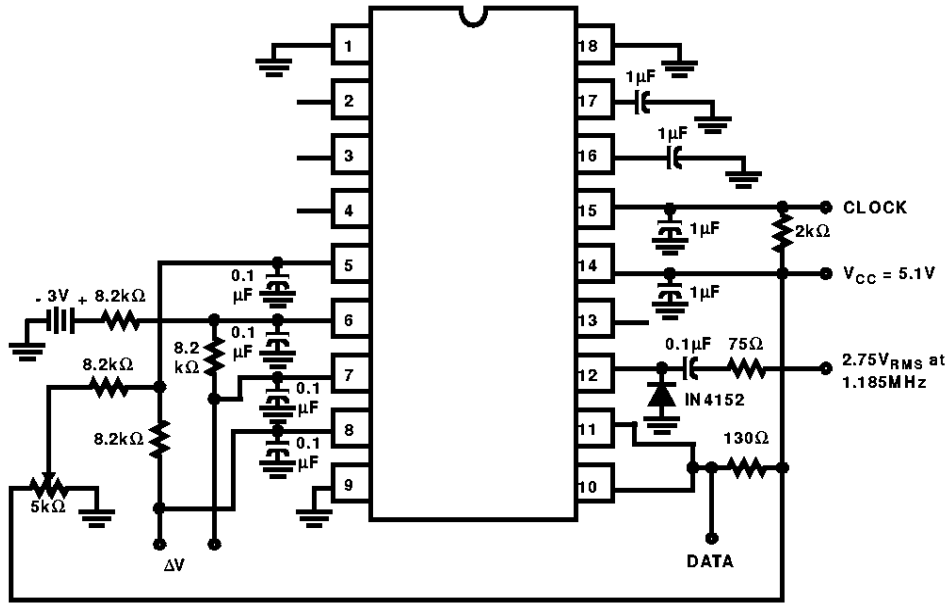 1
18
1µF
2
17
1µF
3
16
4
15
CLOCK
1µF
2kΩ
5
14
0.1
µF
V_CC = 5.1V
1µF
- 3V + 8.2kΩ
6
13
0.1
µF
8.2
kΩ
0.1µF
75Ω
2.75V_RMS at
1.185MHz
8.2kΩ
7
12
0.1
µF
IN4152
8.2kΩ
8
11
0.1
µF
130Ω
5kΩ
9
10
DATA
ΔV